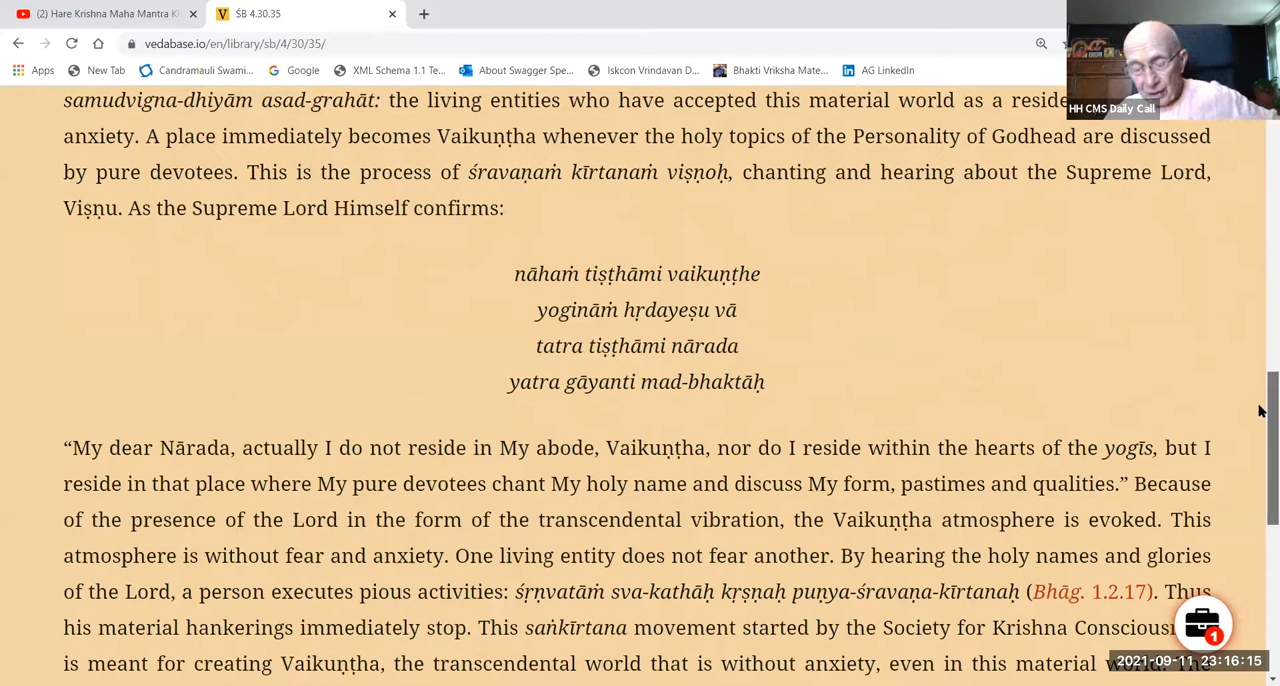 (2) Hare Krishna Maha Mantra
ŚB 4.30.35
vedabase.io/en/library/sb/4/30/35/
Apps
New Tab
Candramauli Swami...
Google
XML Schema 1.1 Te...
About Swagger Spe...
Iskcon Vrindavan D...
Bhakti Vriksha Mate...
AG LinkedIn
HH CMS Daily Call
samudvigna-dhiyām asad-grahāt: the living entities who have accepted this material world as a
anxiety. A place immediately becomes Vaikuṇṭha whenever the holy topics of the Personality of Godhead are discussed
by pure devotees. This is the process of śravaṇaṁ kīrtanaṁ viṣṇoḥ, chanting and hearing about the Supreme Lord,
Viṣṇu. As the Supreme Lord Himself confirms:
nāhaṁ tiṣṭhāmi vaikuṇṭhe
yogināṁ hṛdayeṣu vā
tatra tiṣṭhāmi nārada
yatra gāyanti mad-bhaktāḥ
“My dear Nārada, actually I do not reside in My abode, Vaikuṇṭha, nor do I reside within the hearts of the yogīs, but I
reside in that place where My pure devotees chant My holy name and discuss My form, pastimes and qualities.” Because
of the presence of the Lord in the form of the transcendental vibration, the Vaikuṇṭha atmosphere is evoked. This
atmosphere is without fear and anxiety. One living entity does not fear another. By hearing the holy names and glories
of the Lord, a person executes pious activities: śṛṇvatāṁ sva-kathāḥ kṛṣṇaḥ puṇya-śravaṇa-kīrtanaḥ (Bhāg. 1.2.17). Thus
his material hankerings immediately stop. This saṅkīrtana movement started by the Society for Krishna
is meant for creating Vaikuṇṭha, the transcendental world that is without anxiety, even in this material
1
2021-09-11 23:16:15